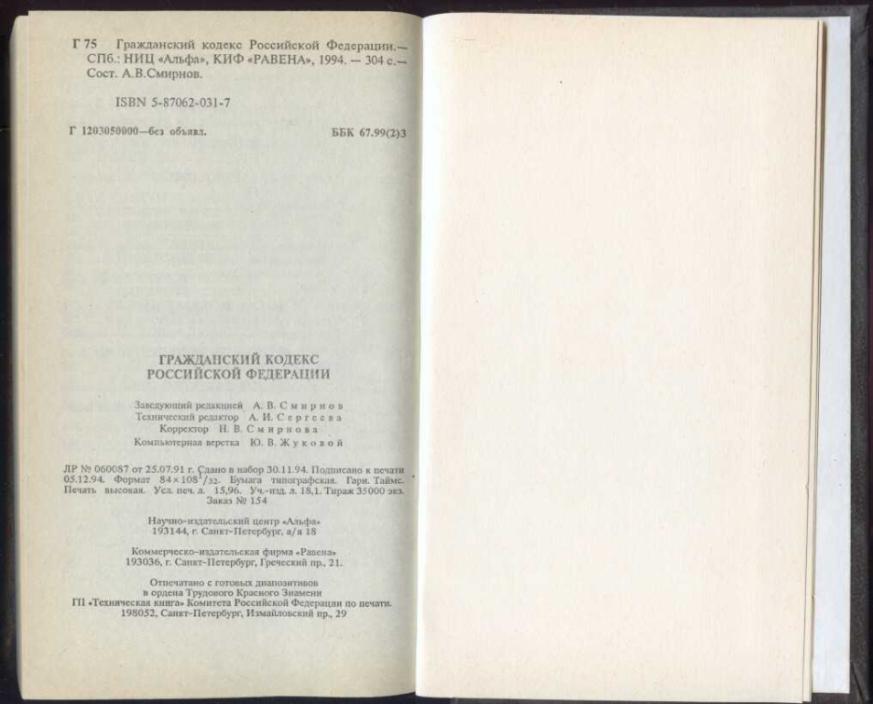 Г 75 Гражданский кодекс Российской Федерации.—
СПб.: НИЦ «Альфа», КИФ «РАВЕНА», 1994. — 304 с.—
Сост. А.В.Смирнов.
ISBN 5-87062-031-7
Г 1203050000—без объявл. ББК 67.99(2)3
ГРАЖДАНСКИЙ КОДЕКС
РОССИЙСКОЙ ФЕДЕРАЦИИ
Заведующий редакцией А. В. Смирнов
Технический редактор А. И. Сергеева
Корректор Н. В. Смирнова
Компьютерная верстка Ю. В. Жуковой
ЛР № 060087 от 25.07.91 г. Сдано в набор 30.11.94. Подписано к печати
05.12.94. Формат 84×108 1/32. Бумага типографская. Гарн. Таймс.
Печать высокая. Усл. печ. л. 15,96. Уч.-изд. л. 18,1. Тираж 35000 экз.
Заказ № 154
Научно-издательский центр «Альфа»
193144, г. Санкт-Петербург, а/я 18
Коммерческо-издательская фирма «Равена»
193036, г. Санкт-Петербург, Греческий пр., 21.
Отпечатано с готовых диапозитивов
в ордена Трудового Красного Знамени
ГП «Техническая книга» Комитета Российской Федерации по печати.
198052, Санкт-Петербург, Измайловский пр., 29